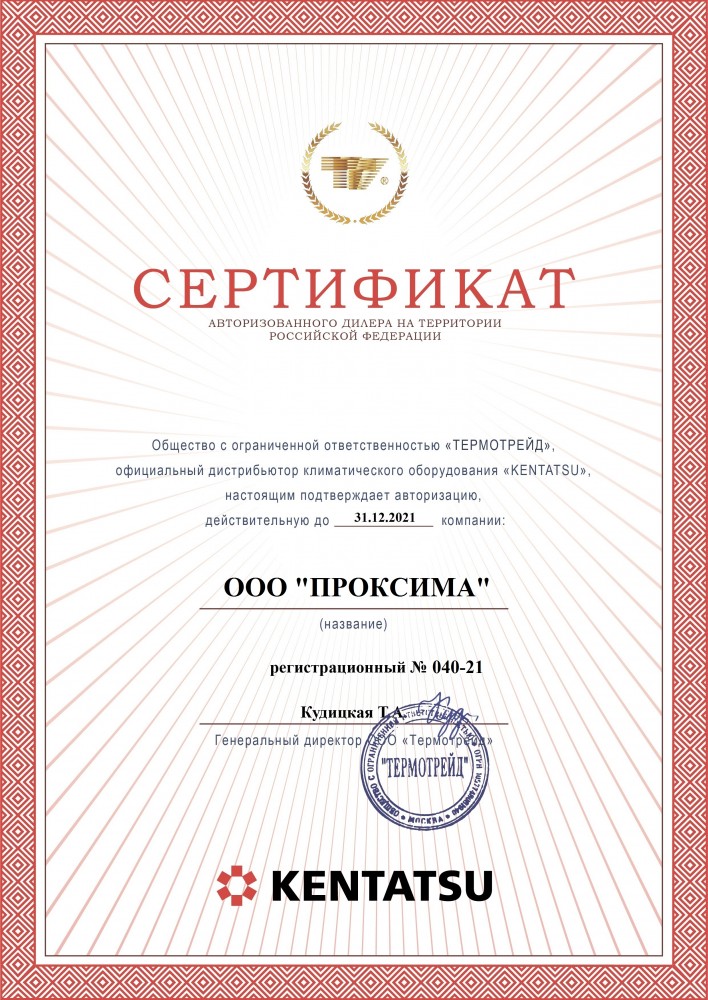 ®
СЕРТИФИКАТ
АВТОРИЗОВАННОГО ДИЛЕРА НА ТЕРРИТОРИИ
РОССИЙСКОЙ ФЕДЕРАЦИИ
Общество с ограниченной ответственностью «ТЕРМОТРЕЙД»,
официальный дистрибьютор климатического оборудования «KENTATSU»,
настоящим подтверждает авторизацию,
действительную до 31.12.2021 компании:
ООО "ПРОКСИМА"
(название)
регистрационный № 040-21
Кудицкая Т.А.
Генеральный директор ООО «Термотрейд»
"ТЕРМОТРЕЙД"
МОСКВА
KENTATSU